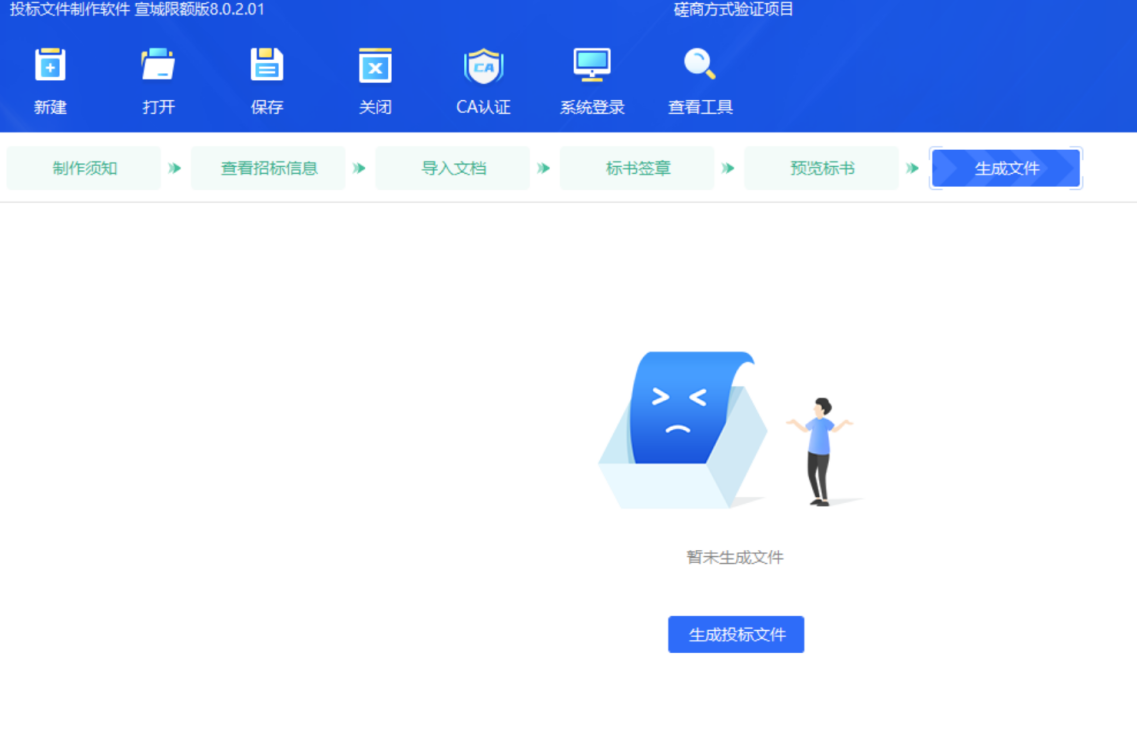 投标文件制作软件 宣城限额版8.0.2.01 磋商方式验证项目
新建 打开 保存 关闭 CA认证 系统登录 查看工具
制作须知 查看招标信息 导入文档 标书签章 预览标书 生成文件
暂未生成文件
生成投标文件